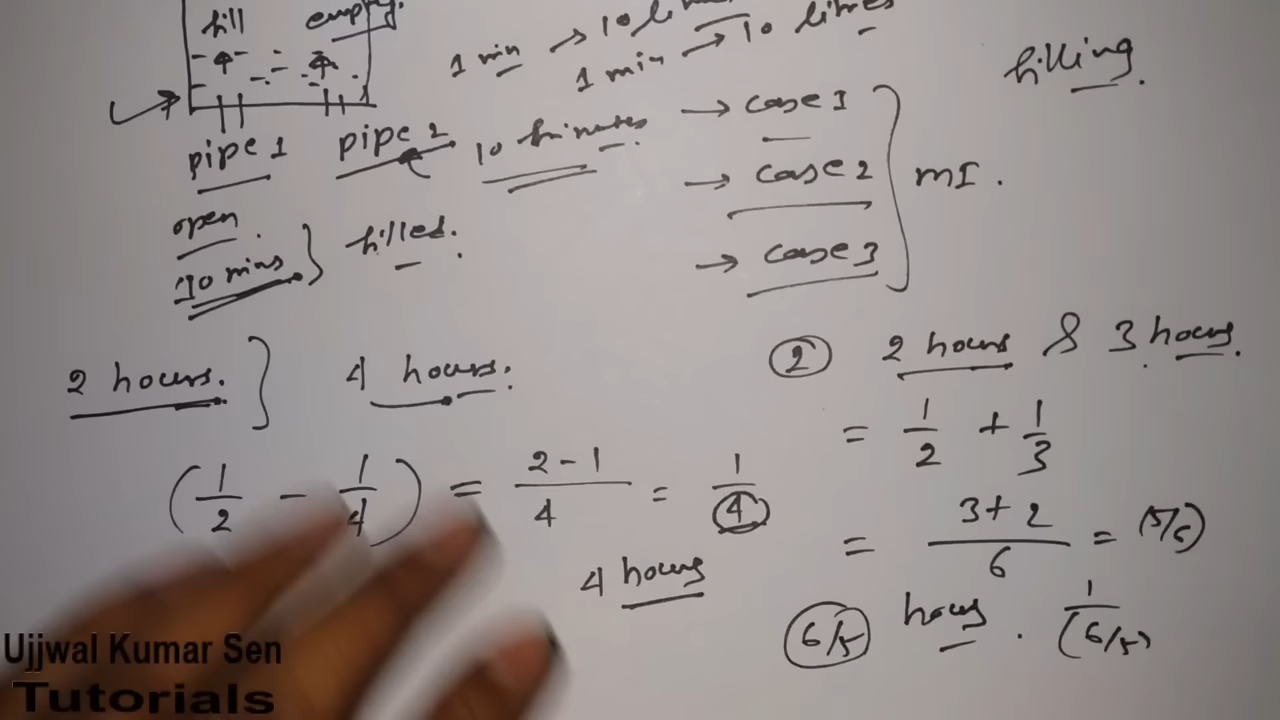 fill empty.
1 min → 10
1 min → 10 litres
filling.
pipe 1 pipe 2 10 minutes
→ case 1
→ case 2
→ case 3
mI.
open.
10 mins } filled.
2 hours. } 4 hours.
(1/2 - 1/4) = 2-1/4 = 1/4
4 hours
② 2 hours & 3 hours.
= 1/2 + 1/3
= 3+2/6 = (5/6)
6/5 hours. 1/(6/5)
Ujjwal Kumar Sen
Tutorials